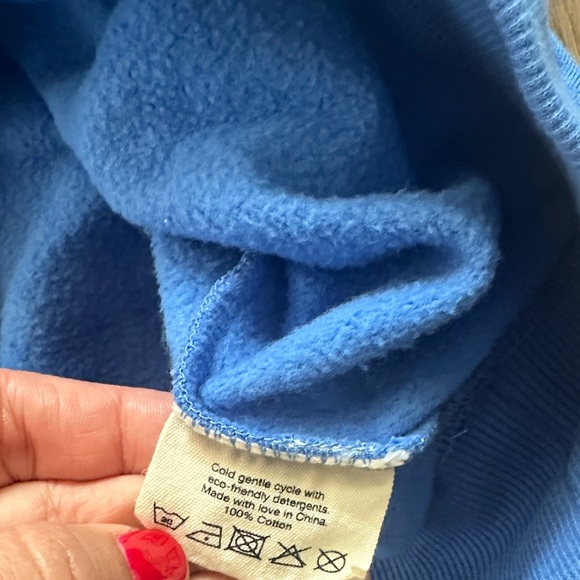 Cold gentle cycle with
eco-friendly detergents.
Made with love in China.
100% Cotton